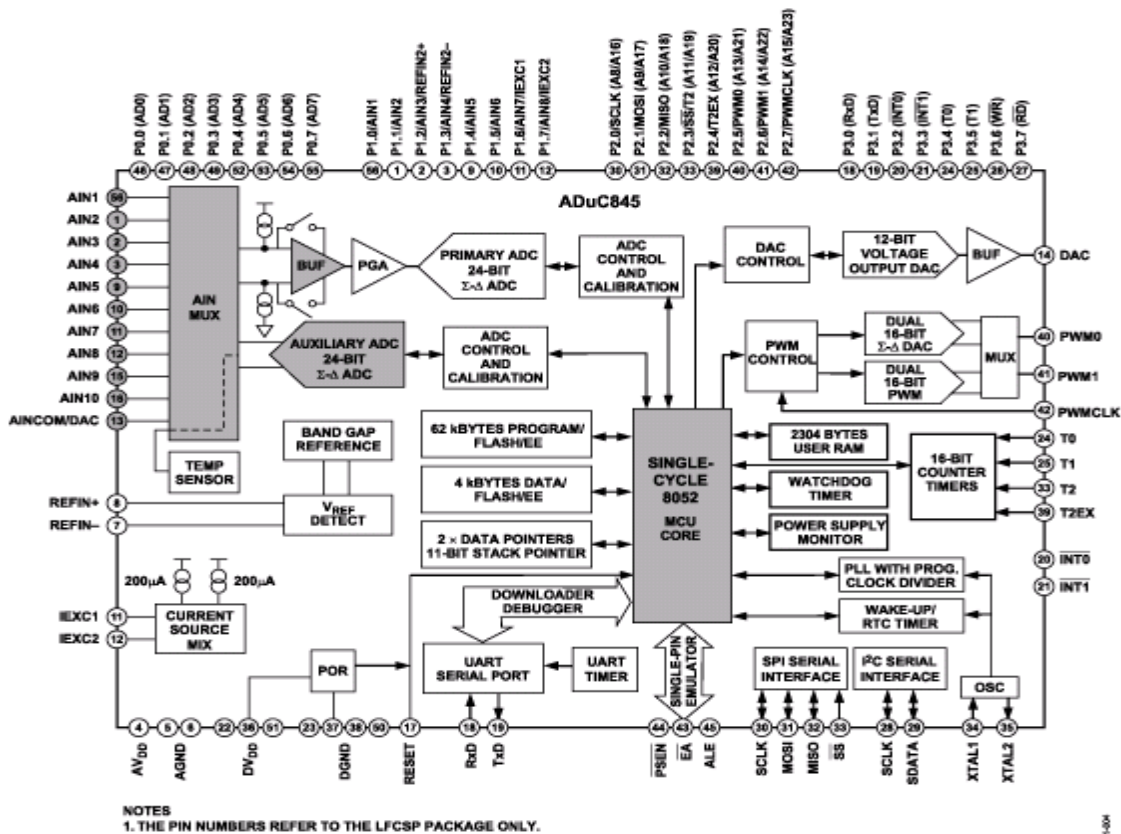 P0.0 (AD0)
P0.1 (AD1)
P0.2 (AD2)
P0.3 (AD3)
P0.4 (AD4)
P0.5 (AD5)
P0.6 (AD6)
P0.7 (AD7)
P1.0/AIN1
P1.1/AIN2
P1.2/AIN3/REFIN2+
P1.3/AIN4/REFIN2–
P1.4/AIN5
P1.5/AIN6
P1.6/AIN7/IEXC1
P1.7/AIN8/IEXC2
P2.0/SCLK (A8/A16)
P2.1/MOSI (A9/A17)
P2.2/MISO (A10/A18)
P2.3/SS/T2 (A11/A19)
P2.4/T2EX (A12/A20)
P2.5/PWM0 (A13/A21)
P2.6/PWM1 (A14/A22)
P2.7/PWMCLK (A15/A23)
P3.0 (RxD)
P3.1 (TxD)
P3.2 (INT0)
P3.3 (INT1)
P3.4 (T0)
P3.5 (T1)
P3.6 (WR)
P3.7 (RD)
46 47 48 49 52 53 54 55 56 1 2 3 9 10 11 12 30 31 32 33 39 40 41 42 18 19 20 21 24 25 26 27
ADuC845
AIN1 56
AIN2 1
AIN3 2
AIN4 3
AIN5 9
AIN6 10
AIN7 11
AIN8 12
AIN9 15
AIN10 16
AINCOM/DAC 13
AIN
MUX
BUF
PGA
PRIMARY ADC
24-BIT
Σ-Δ ADC
ADC
CONTROL
AND
CALIBRATION
DAC
CONTROL
12-BIT
VOLTAGE
OUTPUT DAC
BUF
14 DAC
AUXILIARY ADC
24-BIT
Σ-Δ ADC
ADC
CONTROL
AND
CALIBRATION
PWM
CONTROL
DUAL
16-BIT
Σ-Δ DAC
DUAL
16-BIT
PWM
MUX
40 PWM0
41 PWM1
42 PWMCLK
TEMP
SENSOR
BAND GAP
REFERENCE
VREF
DETECT
REFIN+ 8
REFIN– 7
62 kBYTES PROGRAM/
FLASH/EE
4 kBYTES DATA/
FLASH/EE
2 × DATA POINTERS
11-BIT STACK POINTER
SINGLE-
CYCLE
8052
MCU
CORE
2304 BYTES
USER RAM
WATCHDOG
TIMER
POWER SUPPLY
MONITOR
16-BIT
COUNTER
TIMERS
24 T0
25 T1
33 T2
39 T2EX
20 INT0
21 INT1
200µA
200µA
IEXC1 11
IEXC2 12
CURRENT
SOURCE
MIX
DOWNLOADER
DEBUGGER
PLL WITH PROG.
CLOCK DIVIDER
WAKE-UP/
RTC TIMER
POR
UART
SERIAL PORT
UART
TIMER
SINGLE-PIN
EMULATOR
SPI SERIAL
INTERFACE
I2C SERIAL
INTERFACE
OSC
4 5 6 22 36 51 23 37 38 50 17 18 19 44 43 45 30 31 32 33 28 29 34 35
AVDD
AGND
DVDD
DGND
RESET
RxD
TxD
PSEN
EA
ALE
SCLK
MOSI
MISO
SS
SCLK
SDATA
XTAL1
XTAL2
NOTES
1. THE PIN NUMBERS REFER TO THE LFCSP PACKAGE ONLY.